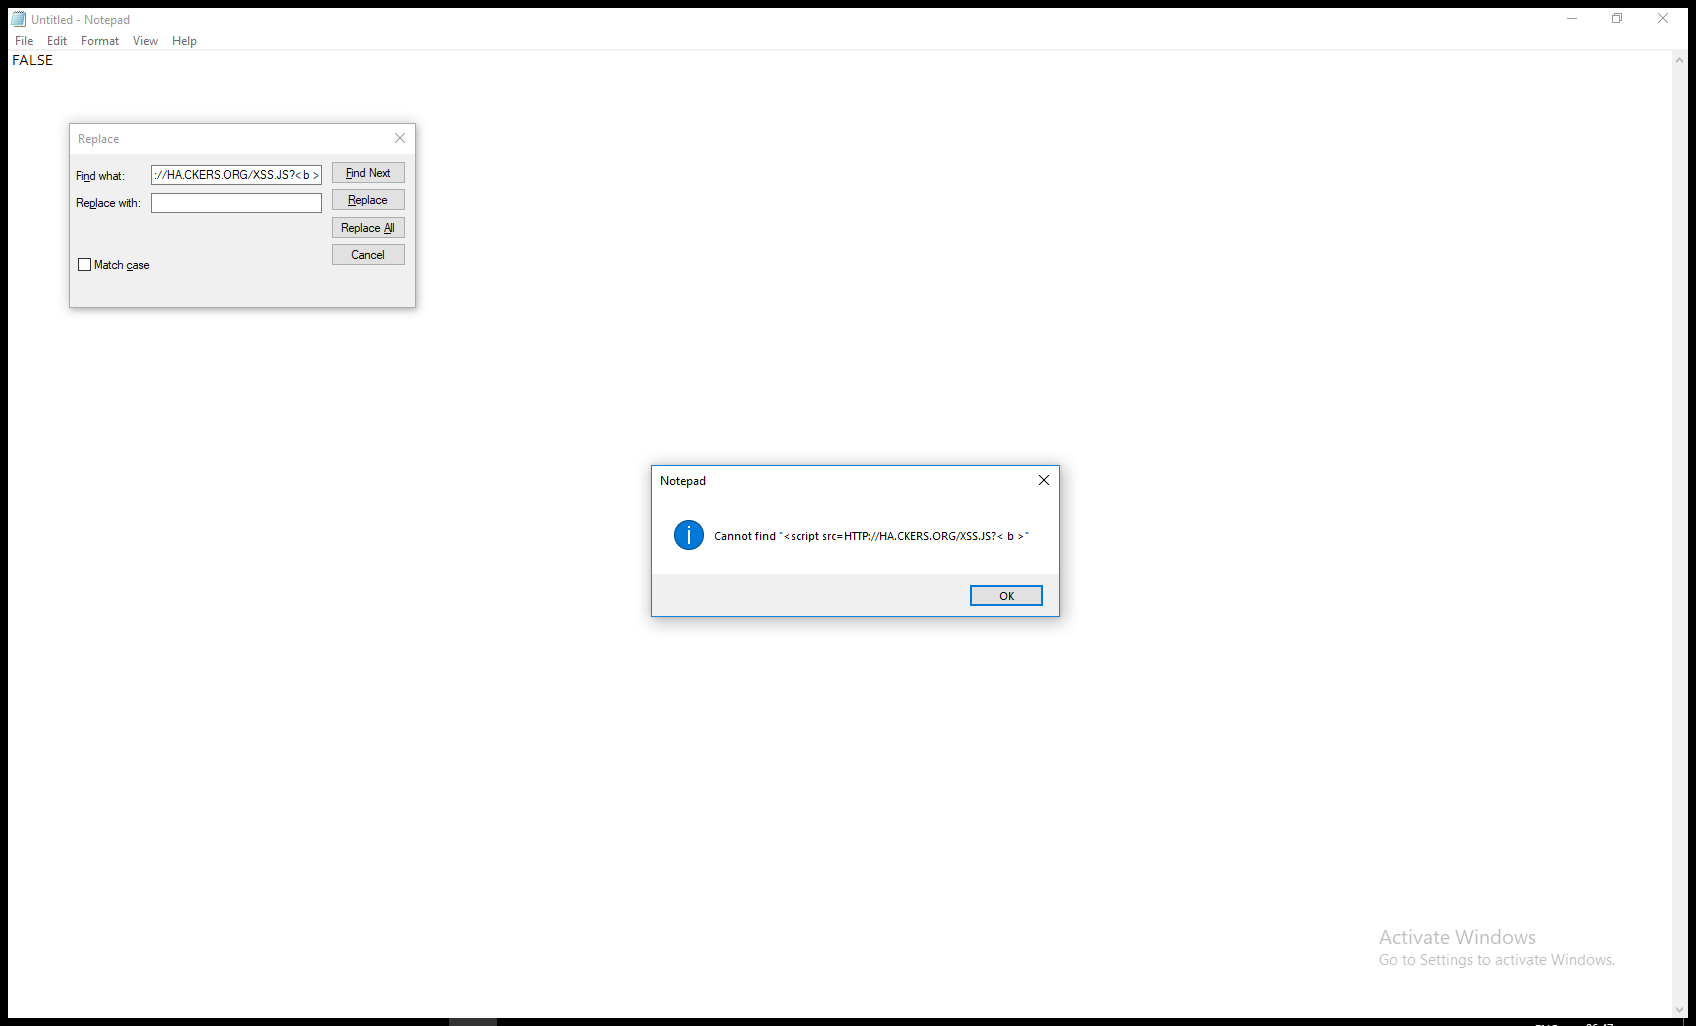 Untitled - Notepad
File Edit Format View Help
FALSE
Replace
Find what: ://HA.CKERS.ORG/XSS.JS?< b > Find Next
Replace with: Replace
Replace All
Cancel
Match case
Notepad
Cannot find "<script src=HTTP://HA.CKERS.ORG/XSS.JS?< b >"
OK
Activate Windows
Go to Settings to activate Windows.